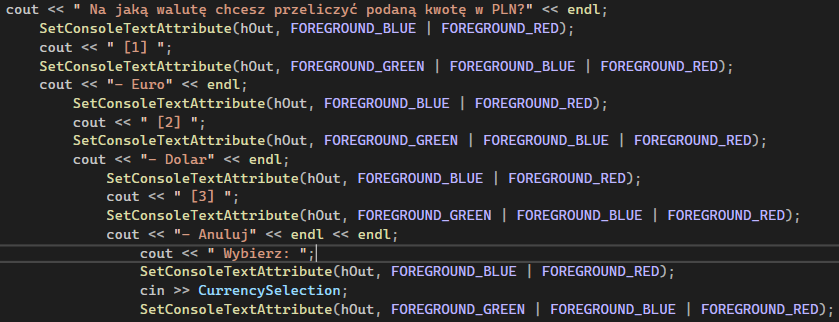 cout << " Na jaką walutę chcesz przeliczyć podaną kwotę w PLN?" << endl;
SetConsoleTextAttribute(hOut, FOREGROUND_BLUE | FOREGROUND_RED);
cout << " [1] ";
SetConsoleTextAttribute(hOut, FOREGROUND_GREEN | FOREGROUND_BLUE | FOREGROUND_RED);
cout << "- Euro" << endl;
SetConsoleTextAttribute(hOut, FOREGROUND_BLUE | FOREGROUND_RED);
cout << " [2] ";
SetConsoleTextAttribute(hOut, FOREGROUND_GREEN | FOREGROUND_BLUE | FOREGROUND_RED);
cout << "- Dolar" << endl;
SetConsoleTextAttribute(hOut, FOREGROUND_BLUE | FOREGROUND_RED);
cout << " [3] ";
SetConsoleTextAttribute(hOut, FOREGROUND_GREEN | FOREGROUND_BLUE | FOREGROUND_RED);
cout << "- Anuluj" << endl << endl;
cout << " Wybierz: ";
SetConsoleTextAttribute(hOut, FOREGROUND_BLUE | FOREGROUND_RED);
cin >> CurrencySelection;
SetConsoleTextAttribute(hOut, FOREGROUND_GREEN | FOREGROUND_BLUE | FOREGROUND_RED);